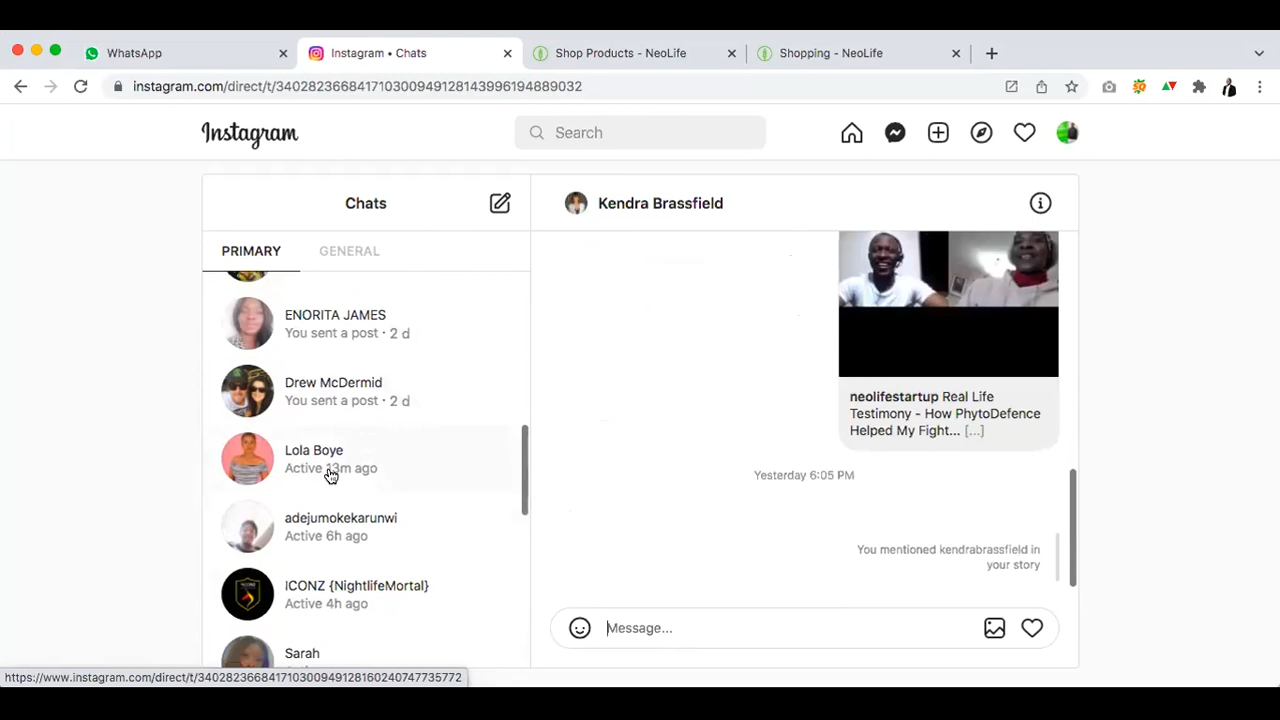 WhatsApp
Instagram • Chats
Shop Products - NeoLife
Shopping - NeoLife
instagram.com/direct/t/340282366841710300949128143996194889032
Instagram
Search
Chats
Kendra Brassfield
PRIMARY
GENERAL
ENORITA JAMES
You sent a post · 2 d
Drew McDermid
You sent a post · 2 d
Lola Boye
Active 13m ago
adejumokekarunwi
Active 6h ago
ICONZ {NightlifeMortal}
Active 4h ago
Sarah
neolifestartup Real Life
Testimony - How PhytoDefence
Helped My Fight... [...]
Yesterday 6:05 PM
You mentioned kendrabrassfield in
your story
Message...
https://www.instagram.com/direct/t/340282366841710300949128160240747735772